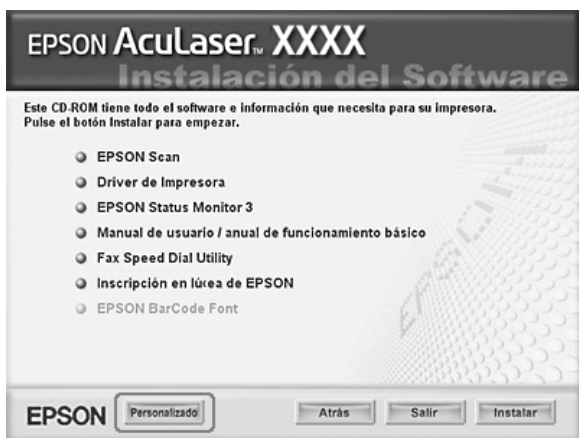 EPSON AcuLaser™ XXXX
Instalación del Software
Este CD-ROM tiene todo el software e información que necesita para su impresora.
Pulse el botón Instalar para empezar.
EPSON Scan
Driver de Impresora
EPSON Status Monitor 3
Manual de usuario / anual de funcionamiento básico
Fax Speed Dial Utility
Inscripción en lúcea de EPSON
EPSON BarCode Font
EPSON
EPSON Personalizado Atrás Salir Instalar